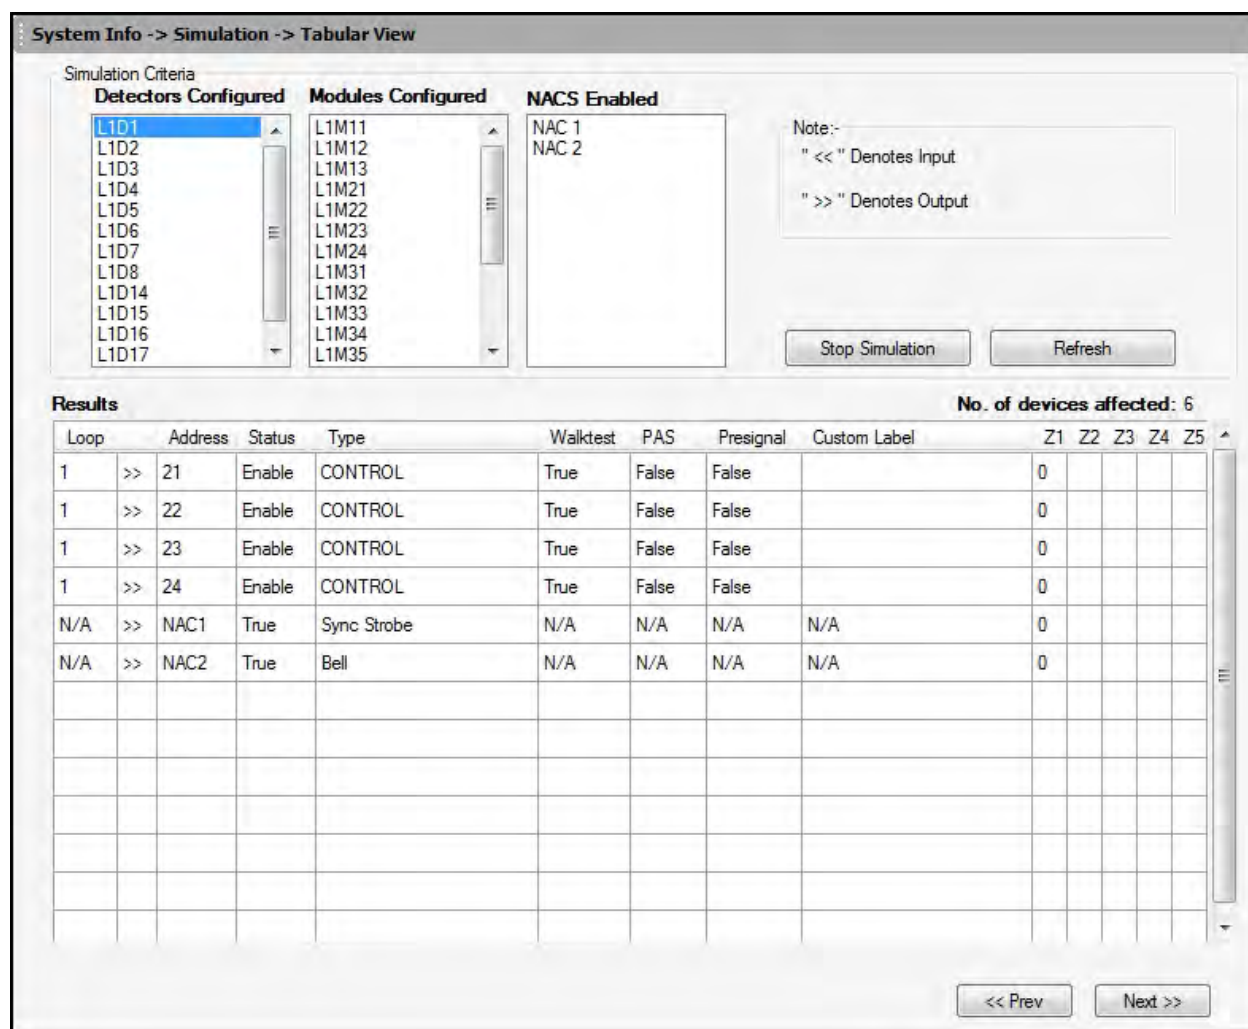 System Info -> Simulation -> Tabular View
Simulation Criteria
Detectors Configured Modules Configured NACS Enabled
L1D1
L1D2
L1D3
L1D4
L1D5
L1D6
L1D7
L1D8
L1D14
L1D15
L1D16
L1D17
L1M11
L1M12
L1M13
L1M21
L1M22
L1M23
L1M24
L1M31
L1M32
L1M33
L1M34
L1M35
NAC 1
NAC 2
Note:-
" << " Denotes Input
" >> " Denotes Output
Stop Simulation Refresh
Results No. of devices affected: 6
Loop Address Status Type Walktest PAS Presignal Custom Label Z1 Z2 Z3 Z4 Z5
1 >> 21 Enable CONTROL True False False 0
1 >> 22 Enable CONTROL True False False 0
1 >> 23 Enable CONTROL True False False 0
1 >> 24 Enable CONTROL True False False 0
N/A >> NAC1 True Sync Strobe N/A N/A N/A N/A 0
N/A >> NAC2 True Bell N/A N/A N/A N/A 0
<< Prev Next >>